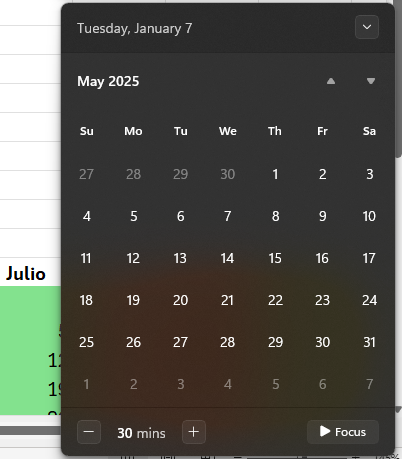 Tuesday, January 7
May 2025
Su Mo Tu We Th Fr Sa
27 28 29 30 1 2 3
4 5 6 7 8 9 10
11 12 13 14 15 16 17
Julio
18 19 20 21 22 23 24
25 26 27 28 29 30 31
1 2 3 4 5 6 7
30 mins
Focus